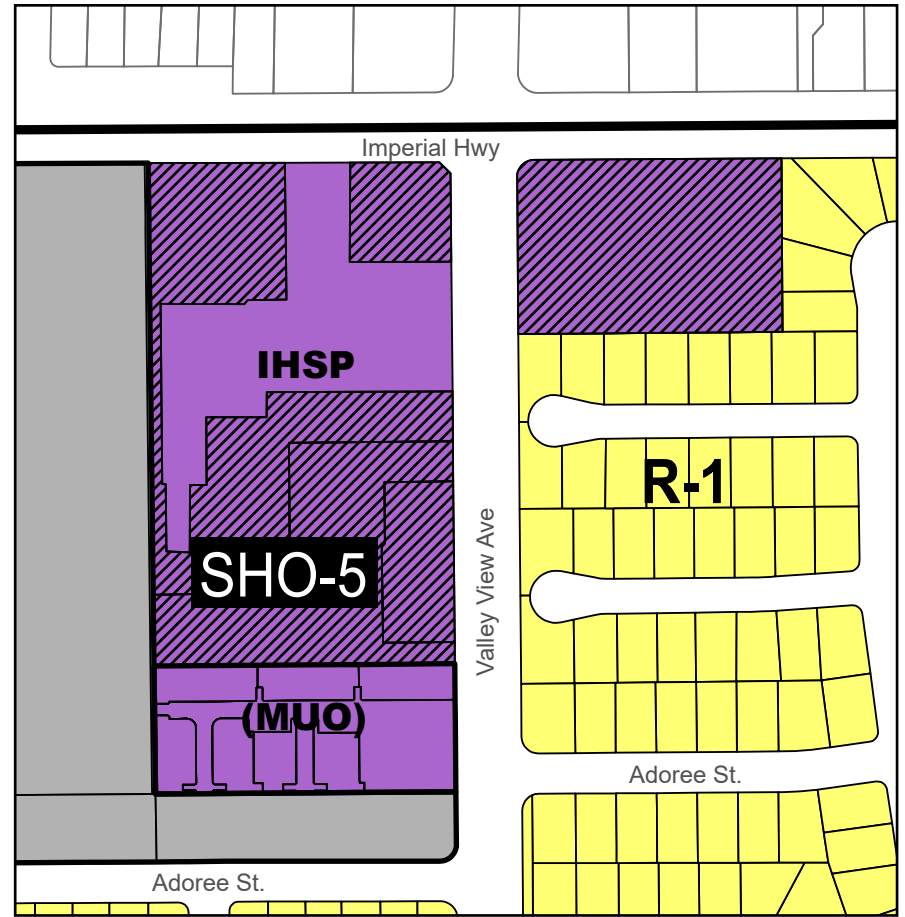 Imperial Hwy
IHSP
R-1
Valley View Ave
SHO-5
(MUO)
Adoree St.
Adoree St.